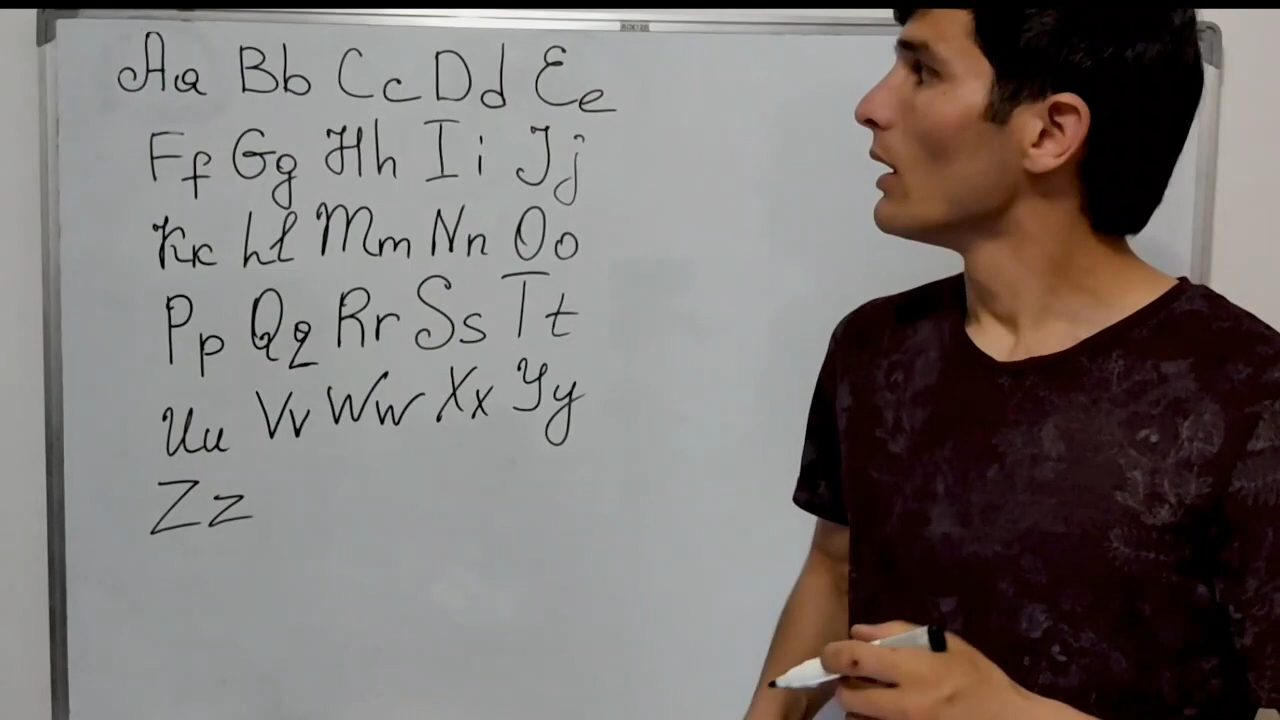 Aa Bb Cc Dd Ee
Ff Gg Hh Ii Jj
Kk Ll Mm Nn Oo
Pp Qq Rr Ss Tt
Uu Vv Ww Xx Yy
Zz